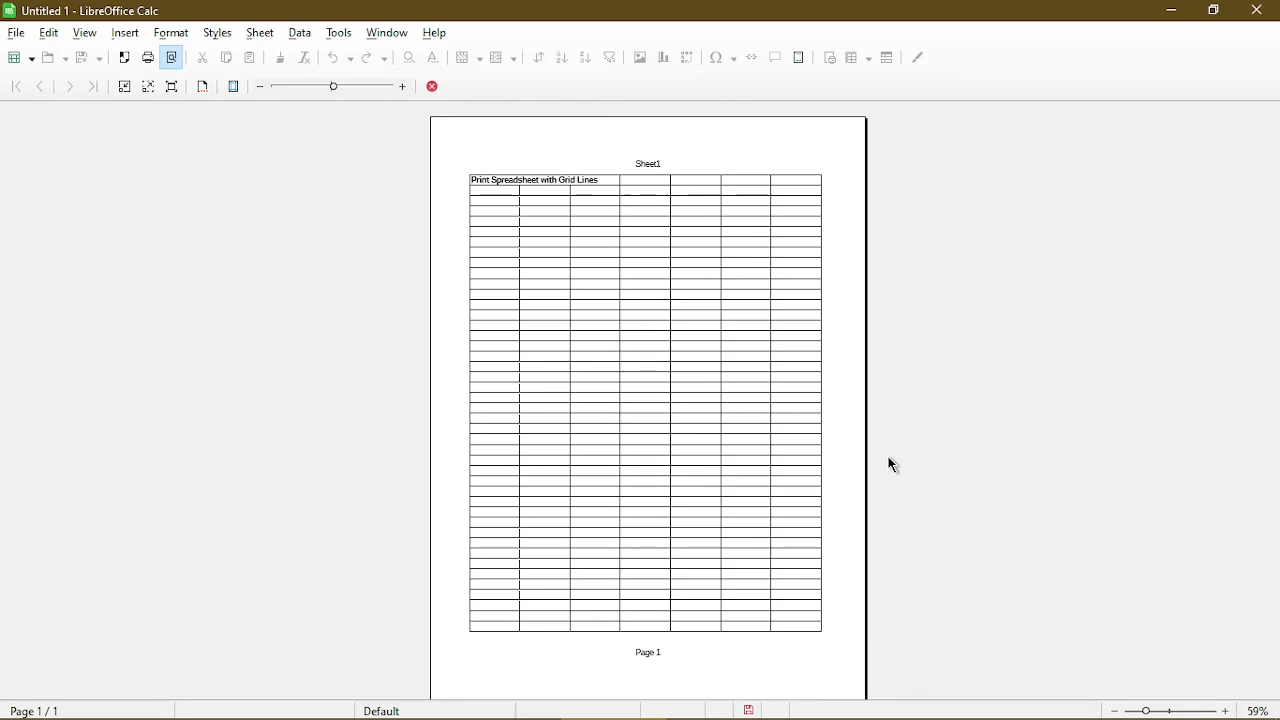 Untitled 1 - LibreOffice Calc
File Edit View Insert Format Styles Sheet Data Tools Window Help
Sheet1
Print Spreadsheet with Grid Lines
Page 1
Page 1 / 1 Default 59%